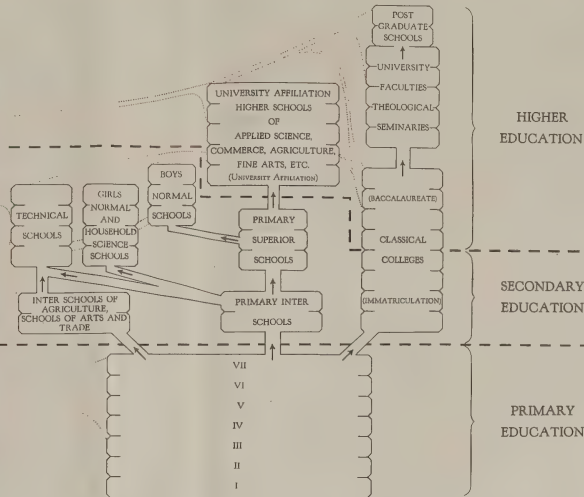 POST
GRADUATE
SCHOOLS
UNIVERSITY
FACULTIES
THEOLOGICAL
SEMINARIES
UNIVERSITY AFFILIATION
HIGHER SCHOOLS
OF
APPLIED SCIENCE,
COMMERCE, AGRICULTURE,
FINE ARTS, ETC.
(UNIVERSITY AFFILIATION)
HIGHER
EDUCATION
BOYS
NORMAL
SCHOOLS
GIRLS
NORMAL
AND
HOUSEHOLD
SCIENCE
SCHOOLS
TECHNICAL
SCHOOLS
PRIMARY
SUPERIOR
SCHOOLS
(BACCALAUREATE)
CLASSICAL
COLLEGES
(IMMATRICULATION)
INTER SCHOOLS OF
AGRICULTURE,
SCHOOLS OF ARTS AND
TRADE
PRIMARY INTER
SCHOOLS
SECONDARY
EDUCATION
VII
VI
V
IV
III
II
I
PRIMARY
EDUCATION